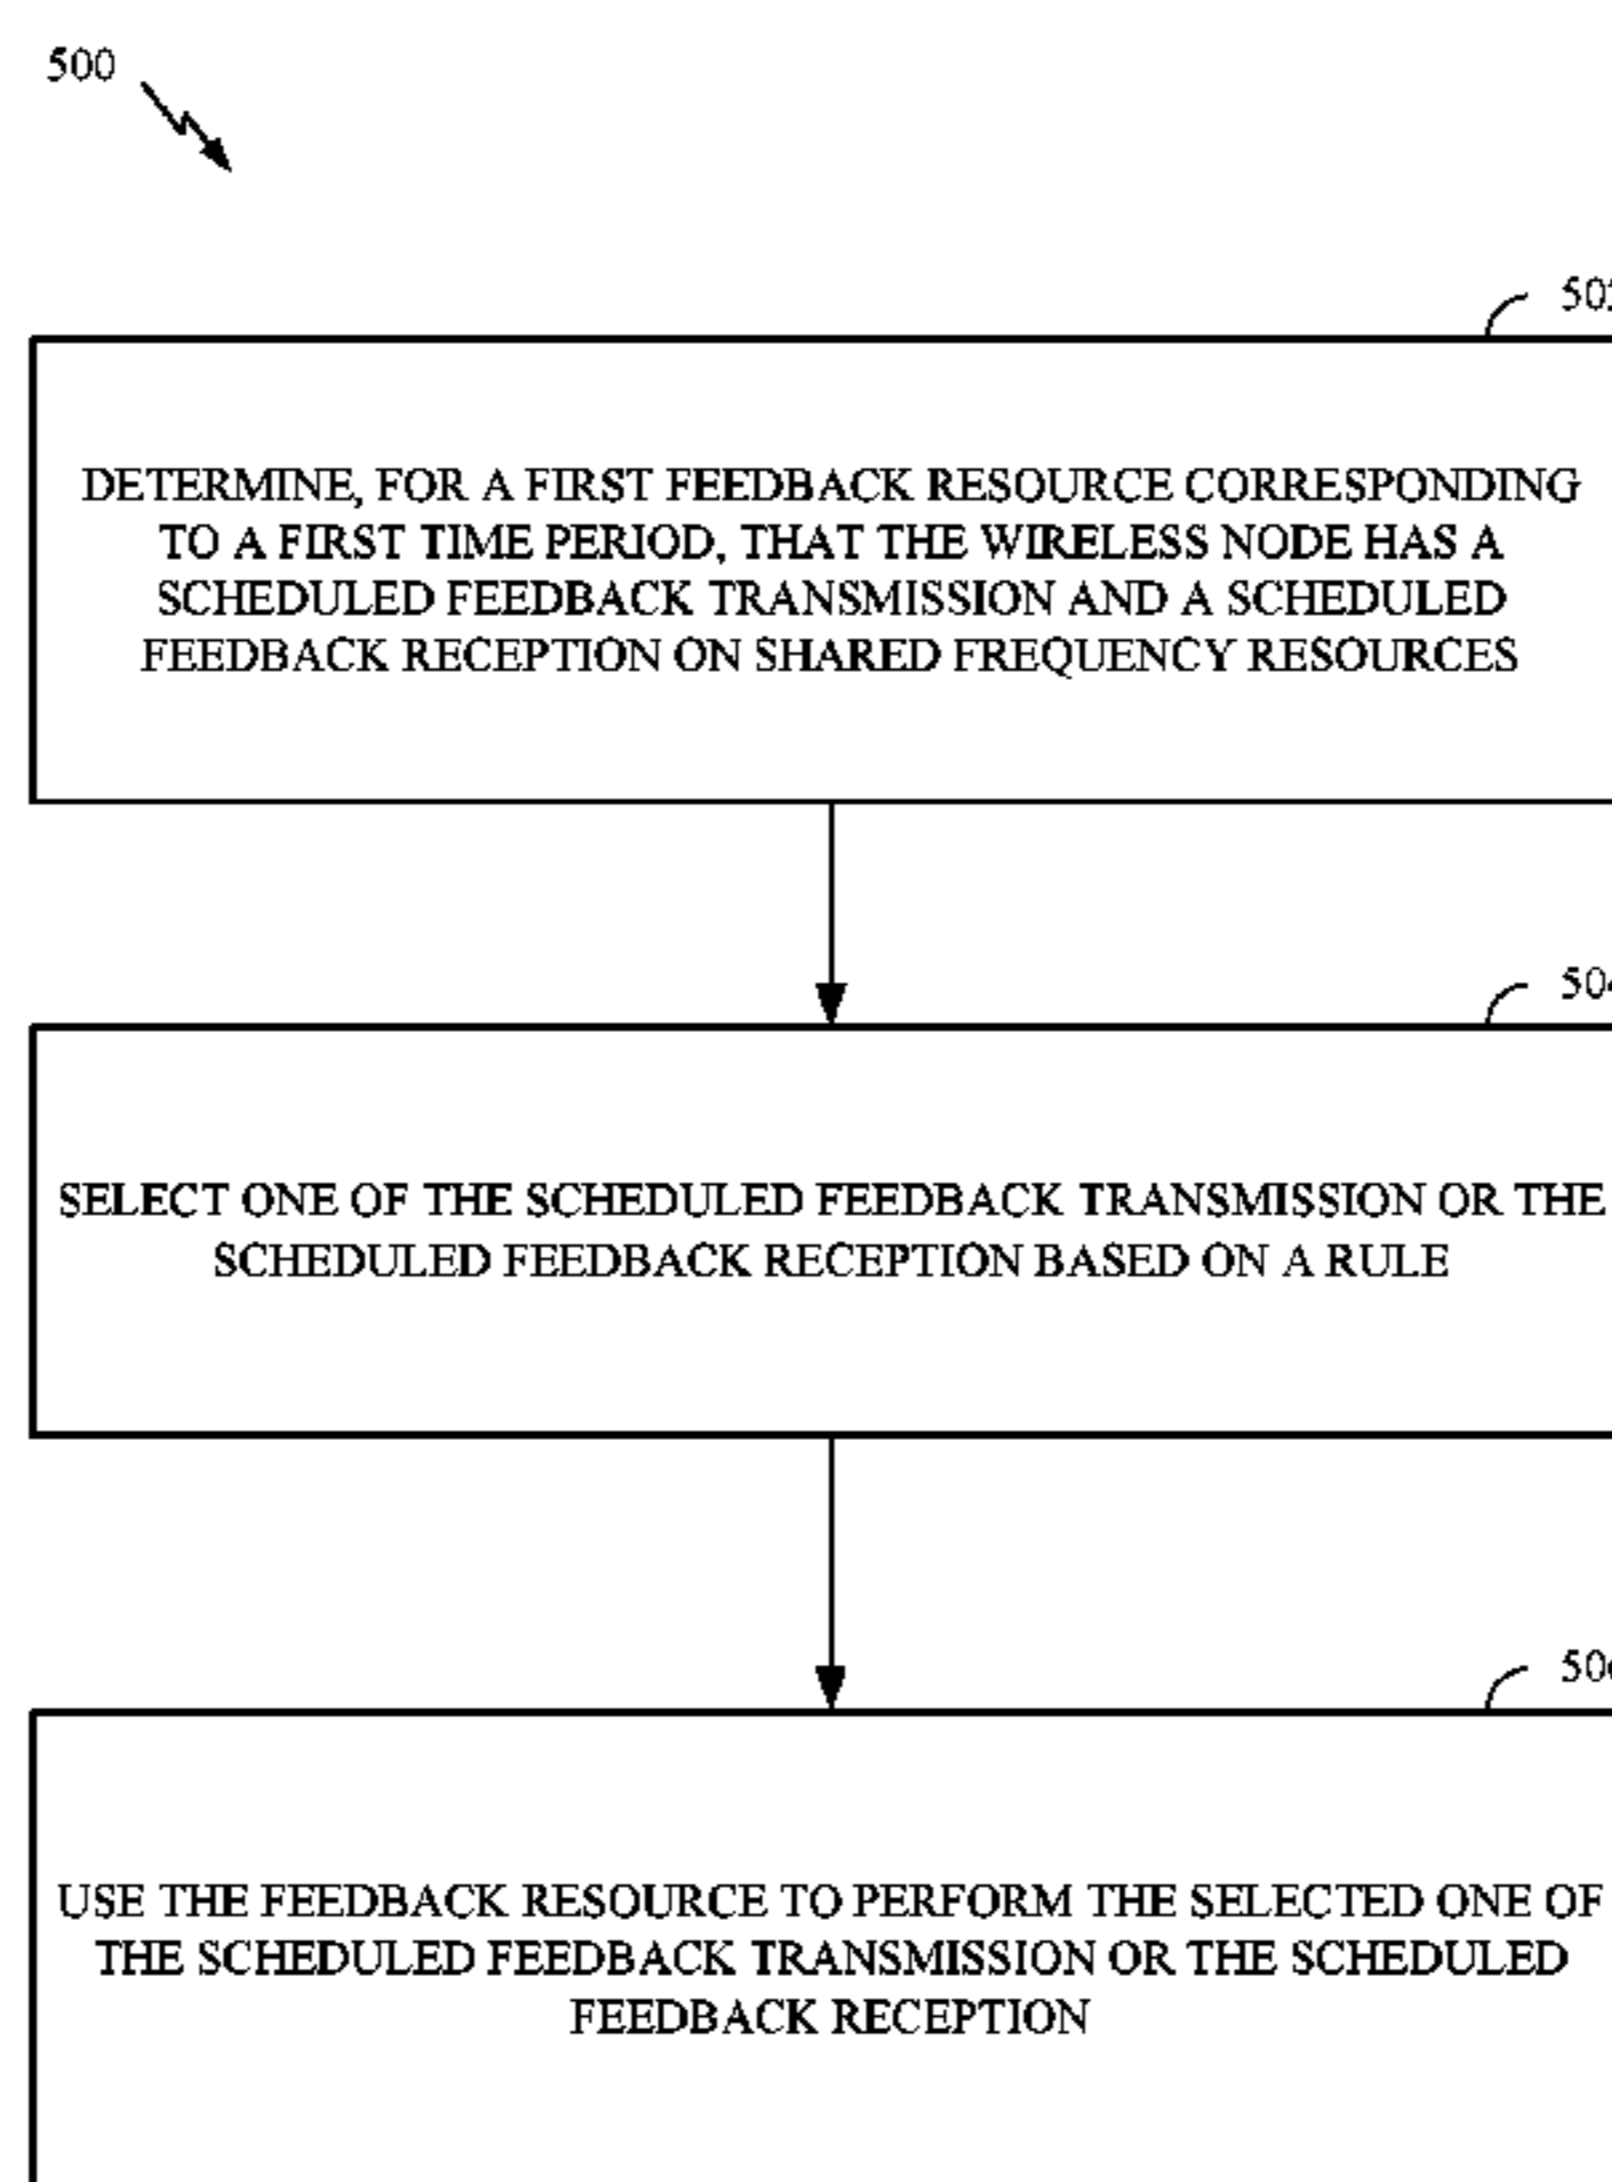 500
DETERMINE, FOR A FIRST FEEDBACK RESOURCE CORRESPONDING
TO A FIRST TIME PERIOD, THAT THE WIRELESS NODE HAS A
SCHEDULED FEEDBACK TRANSMISSION AND A SCHEDULED
FEEDBACK RECEPTION ON SHARED FREQUENCY RESOURCES
SELECT ONE OF THE SCHEDULED FEEDBACK TRANSMISSION OR THE
SCHEDULED FEEDBACK RECEPTION BASED ON A RULE
USE THE FEEDBACK RESOURCE TO PERFORM THE SELECTED ONE OF
THE SCHEDULED FEEDBACK TRANSMISSION OR THE SCHEDULED
FEEDBACK RECEPTION